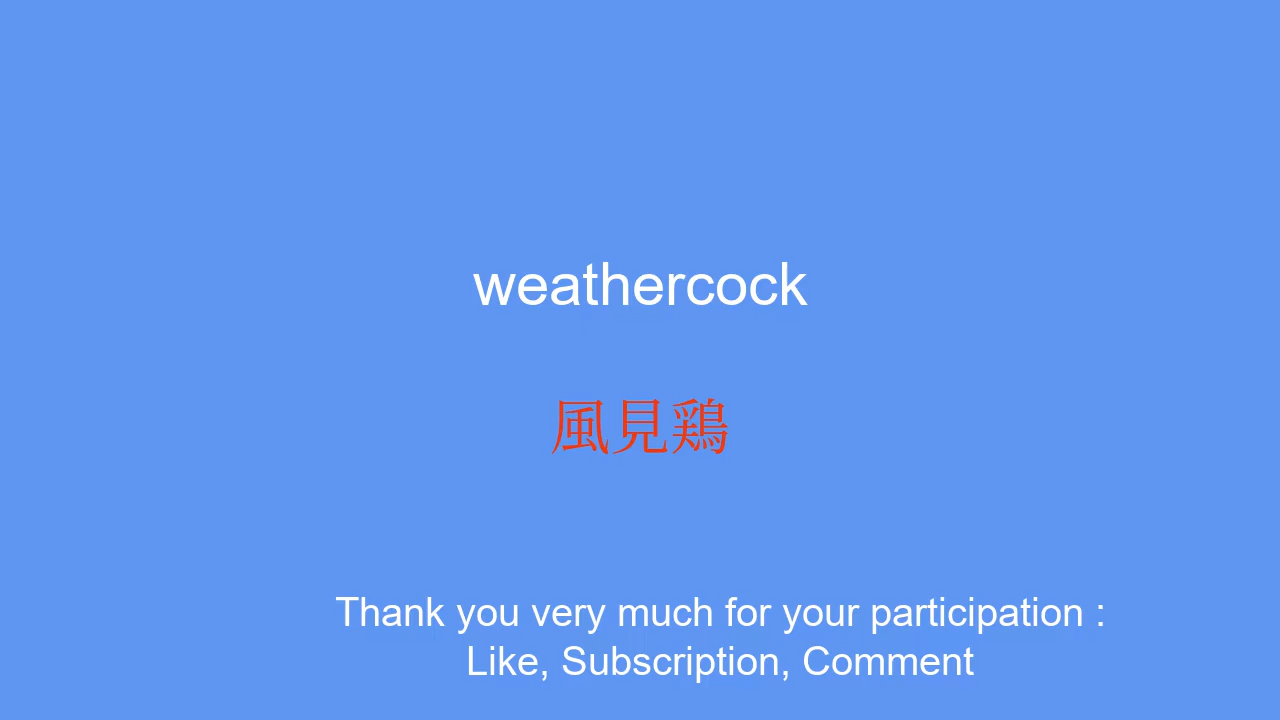 weathercock
風見鶏
Thank you very much for your participation :
Like, Subscription, Comment